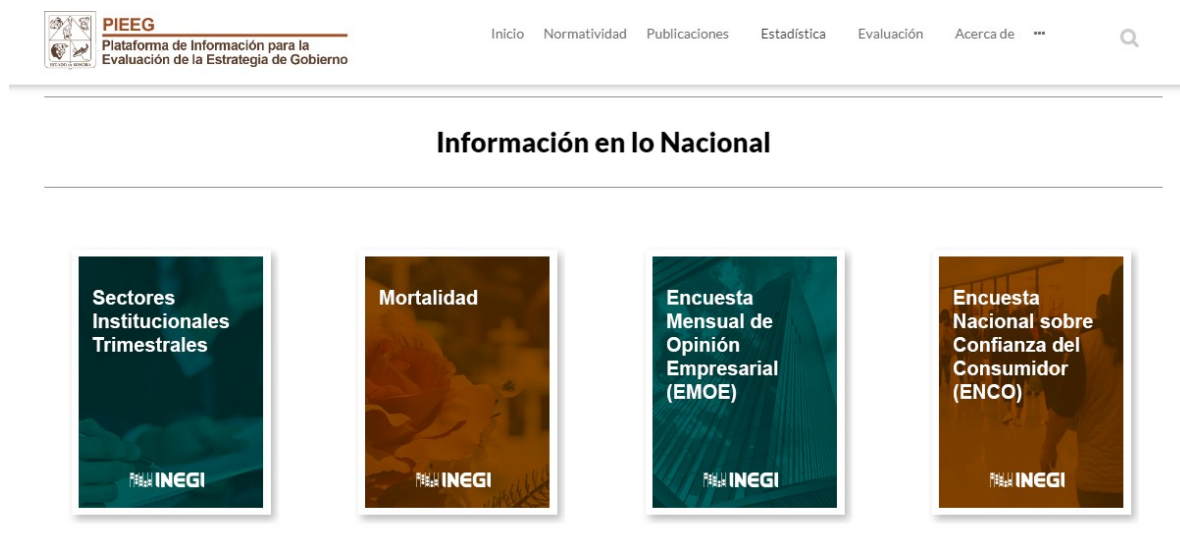 PIEEG
Plataforma de Información para la
Evaluación de la Estrategia de Gobierno
Inicio Normatividad Publicaciones Estadística Evaluación Acerca de •••
Información en lo Nacional
Sectores
Institucionales
Trimestrales
INEGI
Mortalidad
INEGI
Encuesta
Mensual de
Opinión
Empresarial
(EMOE)
INEGI
Encuesta
Nacional sobre
Confianza del
Consumidor
(ENCO)
INEGI